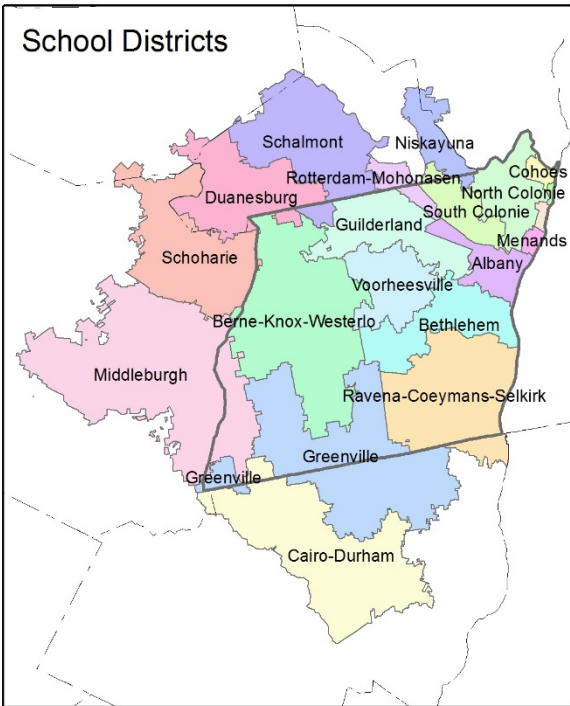 School Districts
Schalmont
Niskayuna
Cohoes
Rotterdam-Mohonasen
North Colonie
Duanesburg
South Colonie
Guilderland
Menands
Schoharie
Albany
Voorheesville
Berne-Knox-Westerlo
Bethlehem
Middleburgh
Ravena-Coeymans-Selkirk
Greenville
Greenville
Cairo-Durham